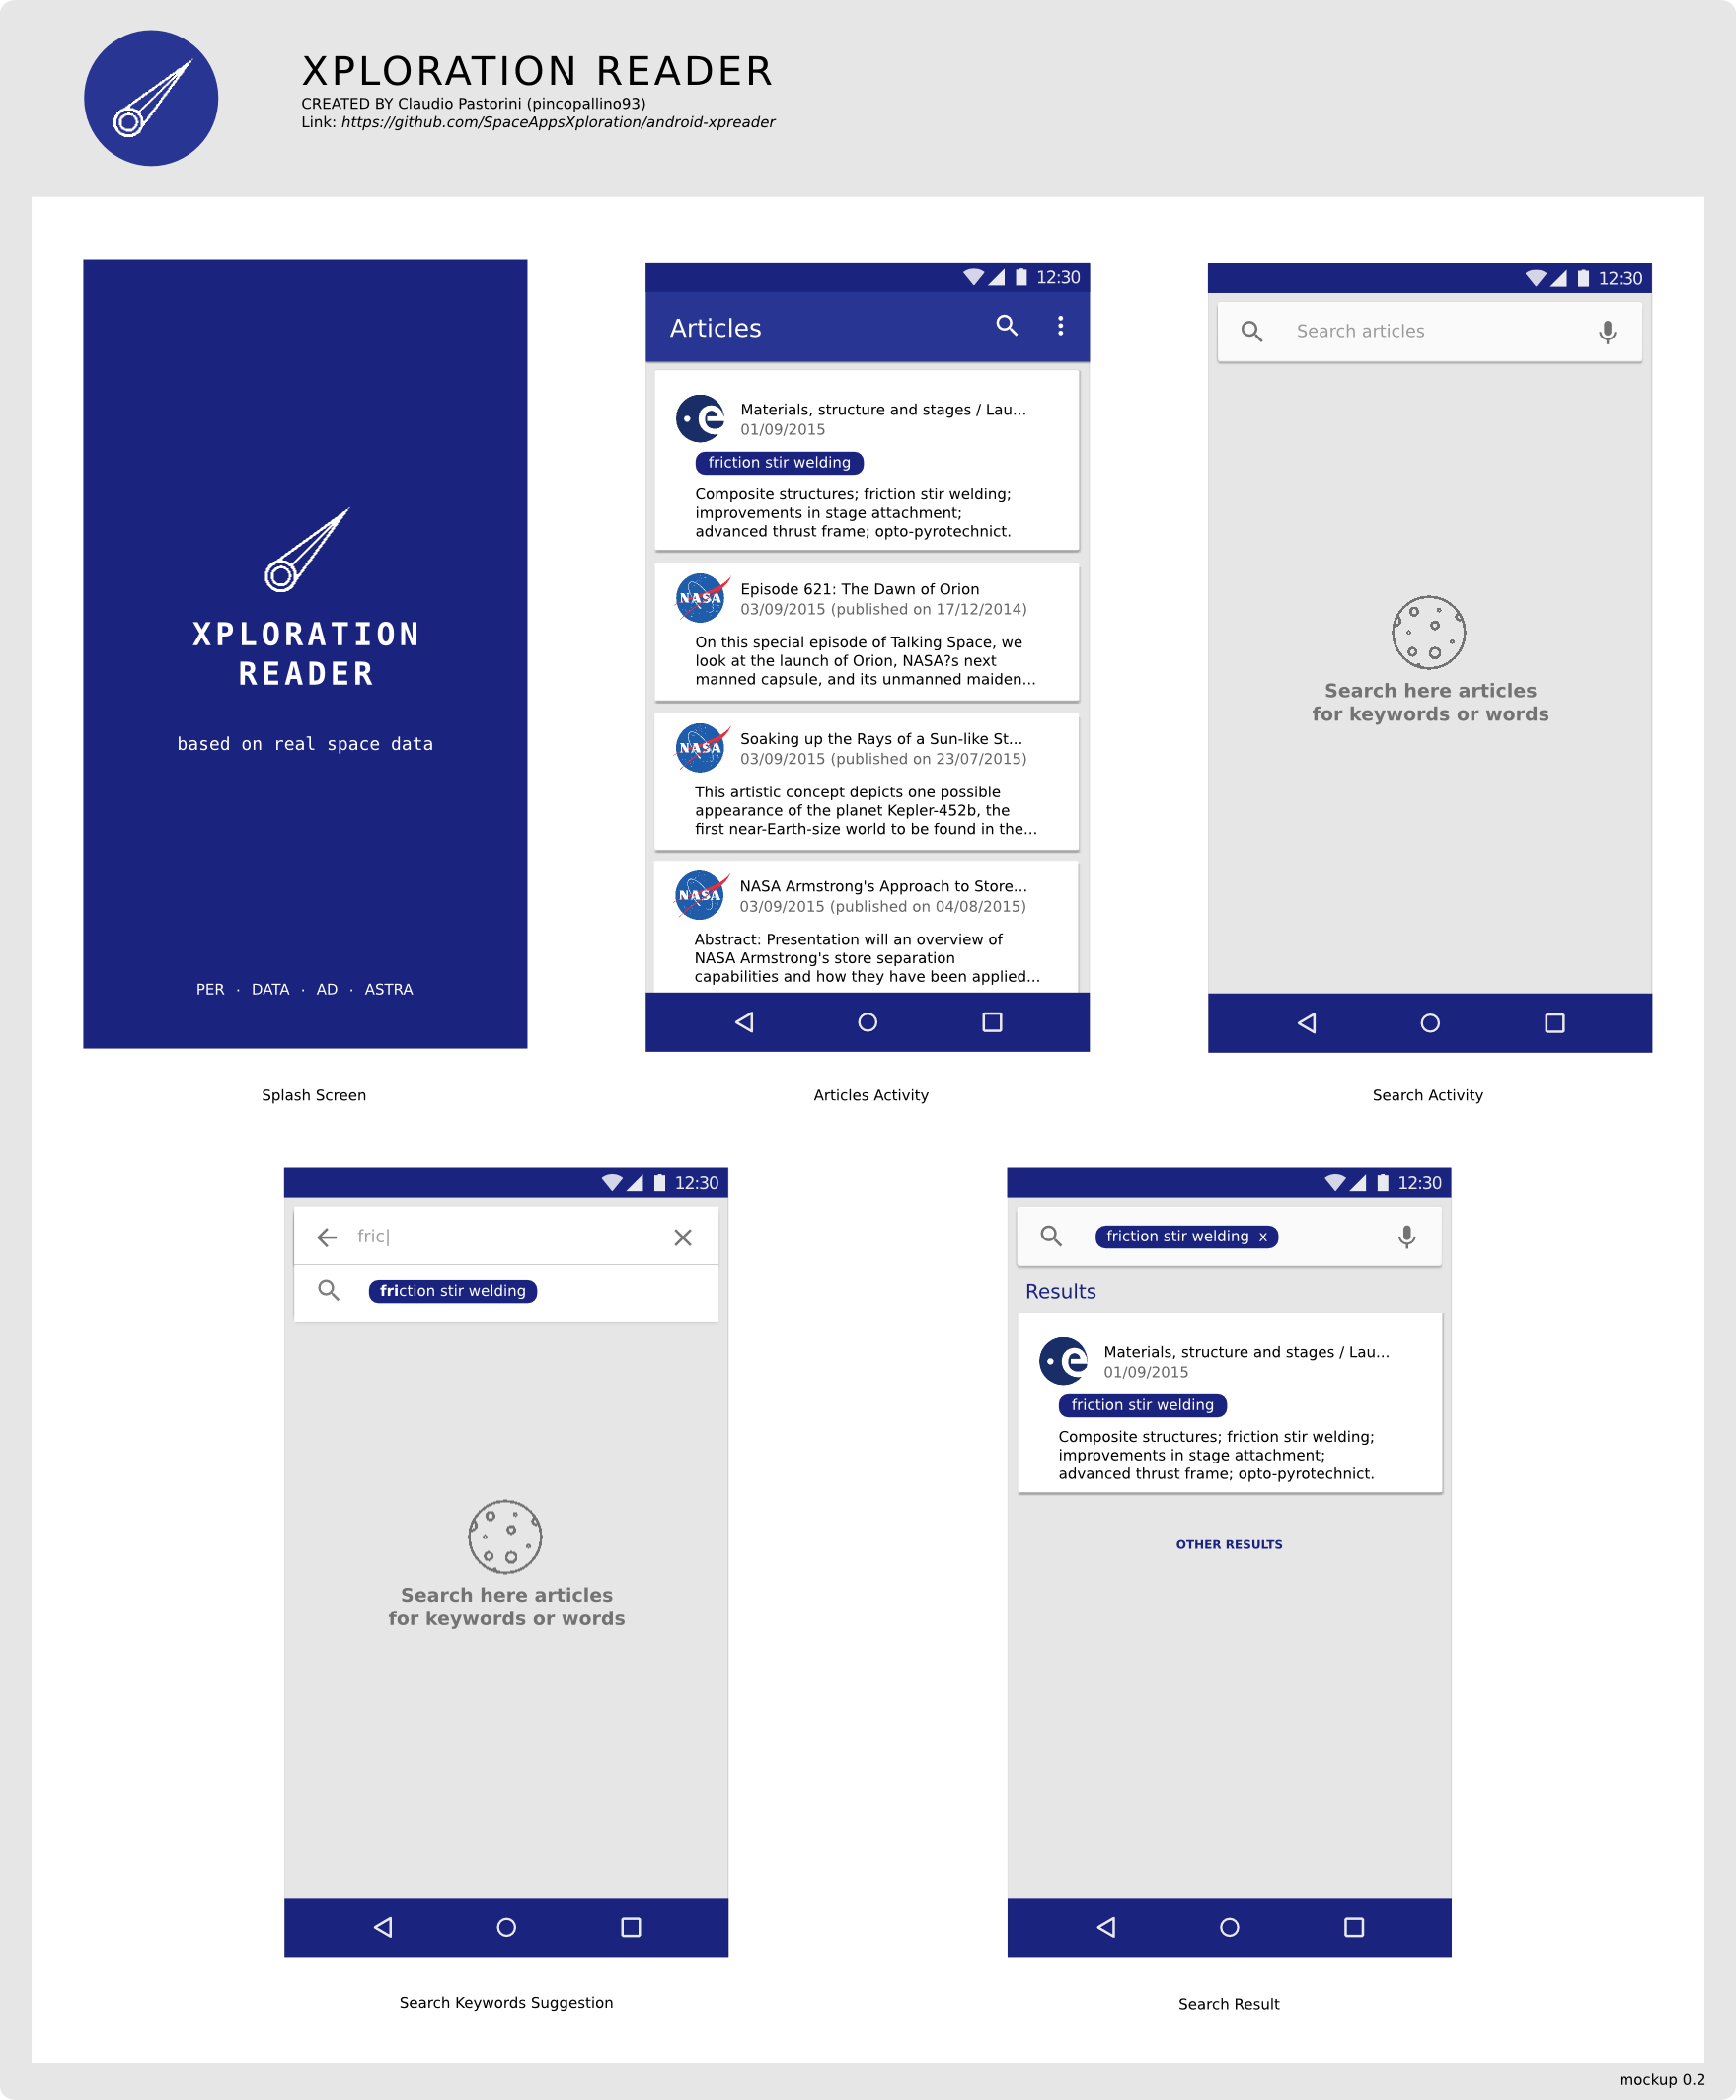 XPLORATION READER
CREATED BY Claudio Pastorini (pincopallino93)
Link: https://github.com/SpaceAppsXploration/android-xpreader
XPLORATION
READER
based on real space data
PER · DATA · AD · ASTRA
Splash Screen
12:30
Articles
Materials, structure and stages / Lau...
01/09/2015
friction stir welding
Composite structures; friction stir welding;
improvements in stage attachment;
advanced thrust frame; opto-pyrotechnict.
NASA
Episode 621: The Dawn of Orion
03/09/2015 (published on 17/12/2014)
On this special episode of Talking Space, we
look at the launch of Orion, NASA?s next
manned capsule, and its unmanned maiden...
NASA
Soaking up the Rays of a Sun-like St...
03/09/2015 (published on 23/07/2015)
This artistic concept depicts one possible
appearance of the planet Kepler-452b, the
first near-Earth-size world to be found in the...
NASA
NASA Armstrong's Approach to Store...
03/09/2015 (published on 04/08/2015)
Abstract: Presentation will an overview of
NASA Armstrong's store separation
capabilities and how they have been applied...
Articles Activity
12:30
Search articles
Search here articles
for keywords or words
Search Activity
12:30
fric|
friction stir welding
Search here articles
for keywords or words
Search Keywords Suggestion
12:30
friction stir welding x
Results
Materials, structure and stages / Lau...
01/09/2015
friction stir welding
Composite structures; friction stir welding;
improvements in stage attachment;
advanced thrust frame; opto-pyrotechnict.
OTHER RESULTS
Search Result
mockup 0.2